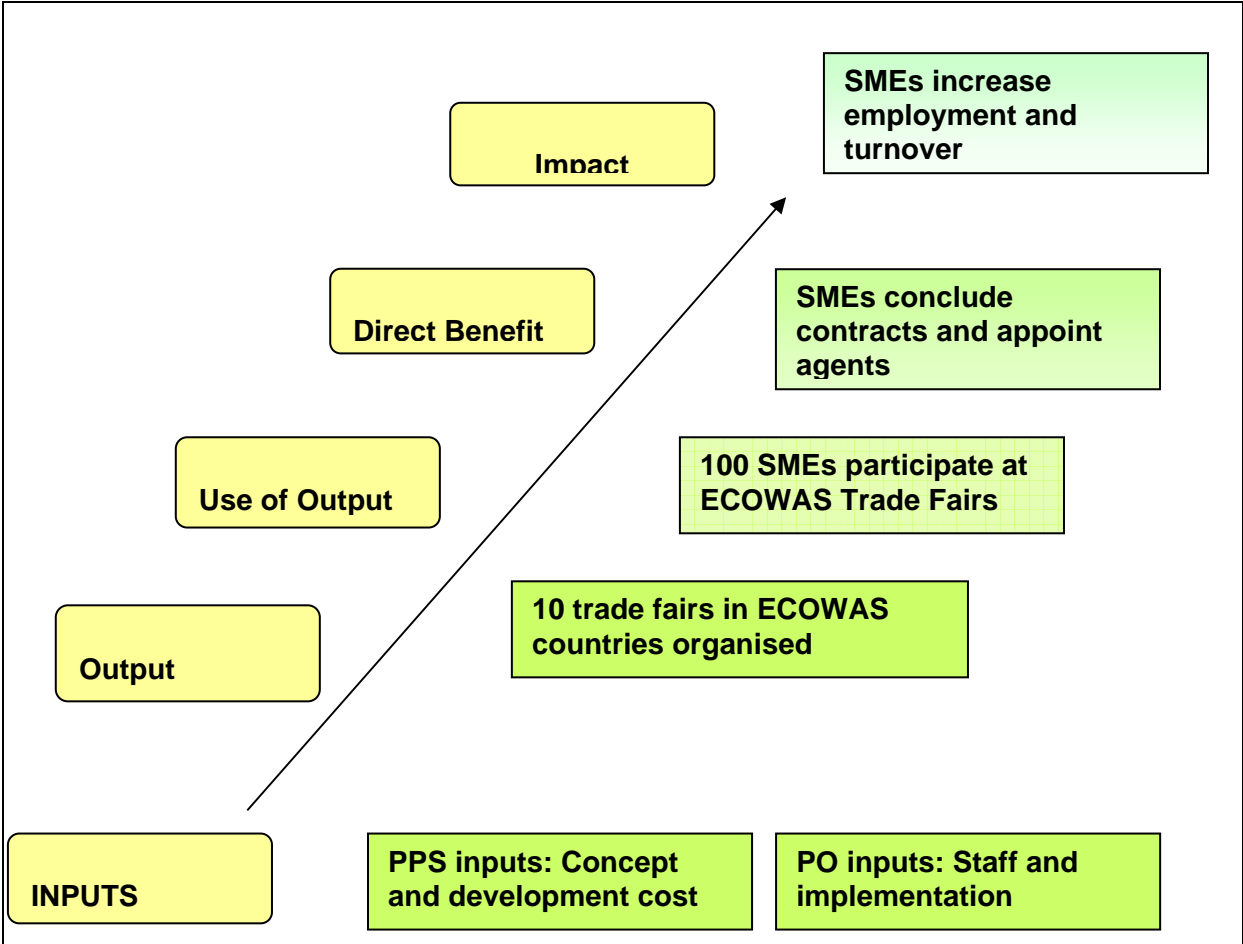 Impact
SMEs increase
employment and
turnover
Direct Benefit
SMEs conclude
contracts and appoint
agents
Use of Output
100 SMEs participate at
ECOWAS Trade Fairs
Output
10 trade fairs in ECOWAS
countries organised
INPUTS
PPS inputs: Concept
and development cost
PO inputs: Staff and
implementation